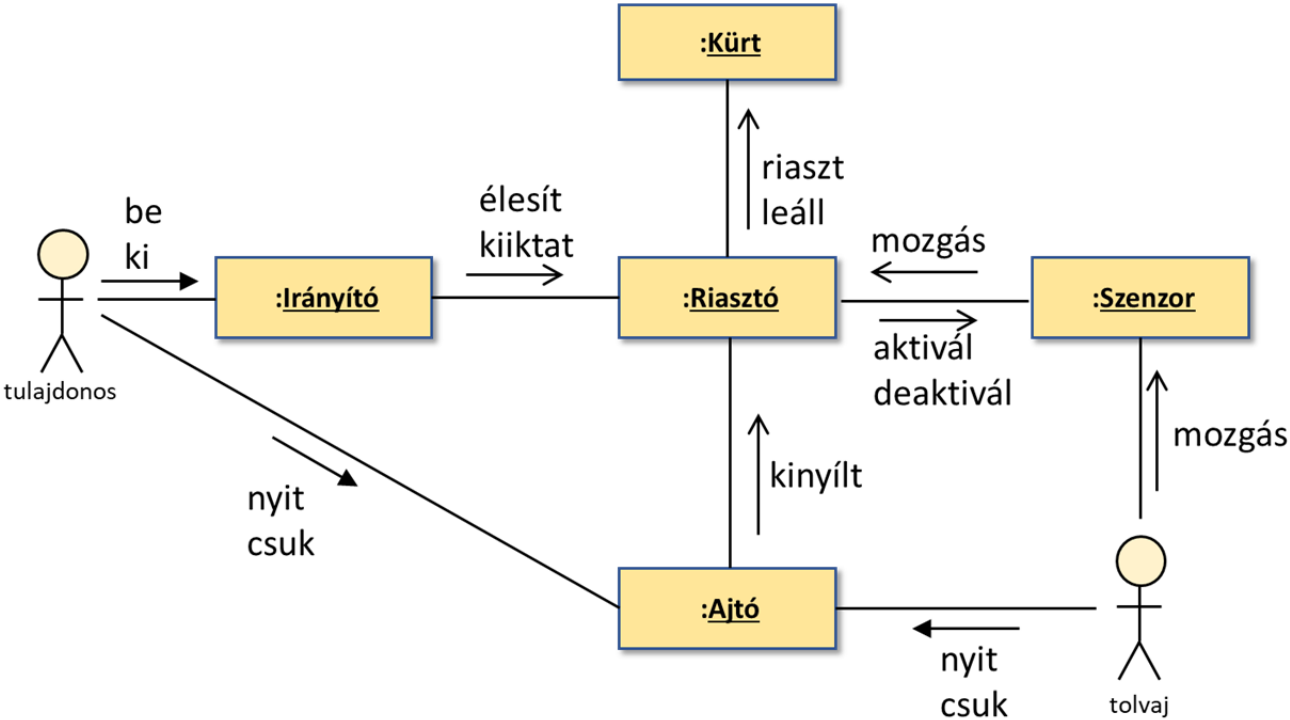 :Kürt
riaszt
leáll
be
ki
élesít
kiiktat
mozgás
:Irányító
:Riasztó
:Szenzor
aktivál
deaktivál
tulajdonos
mozgás
kinyílt
nyit
csuk
:Ajtó
nyit
csuk
tolvaj